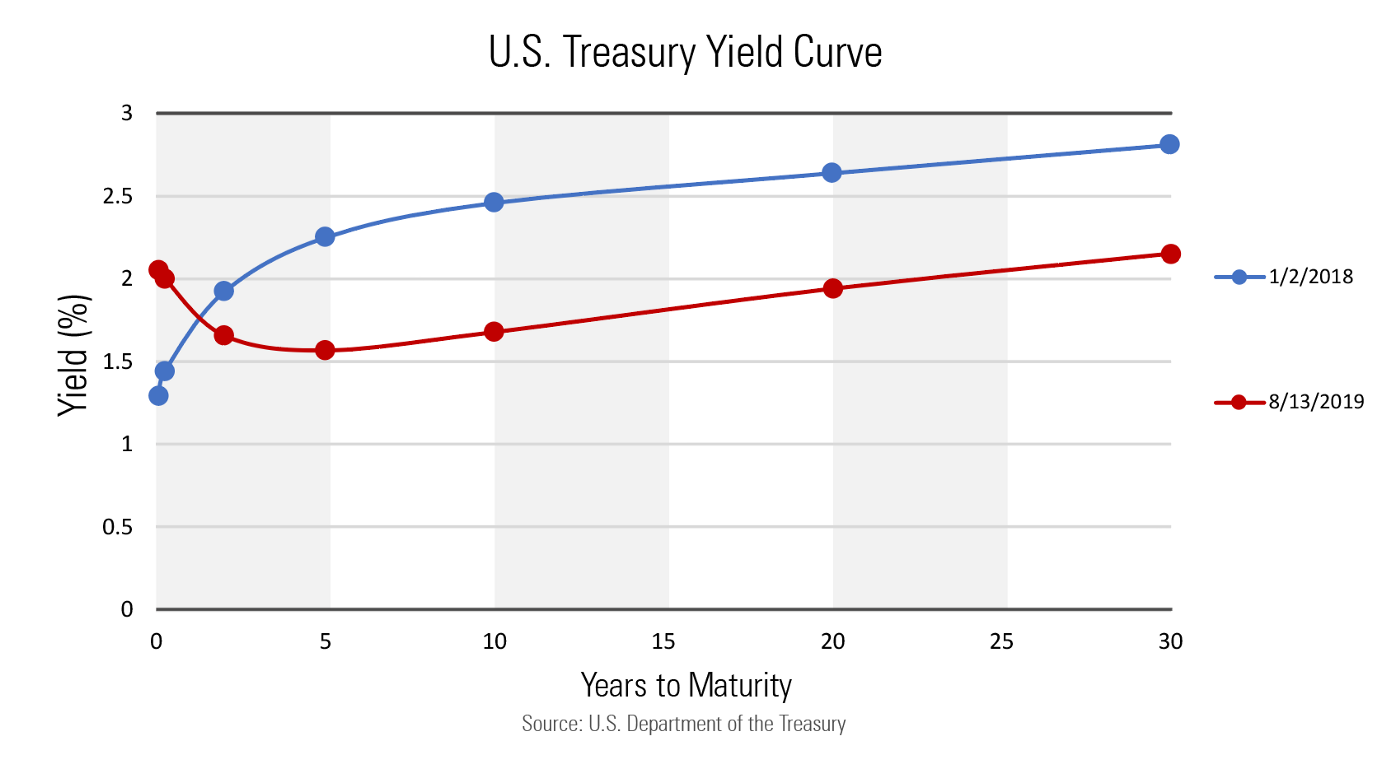 U.S. Treasury Yield Curve
3
2.5
2
1.5
1
0.5
0
Yield (%)
0 5 10 15 20 25 30
Years to Maturity
Source: U.S. Department of the Treasury
1/2/2018
8/13/2019